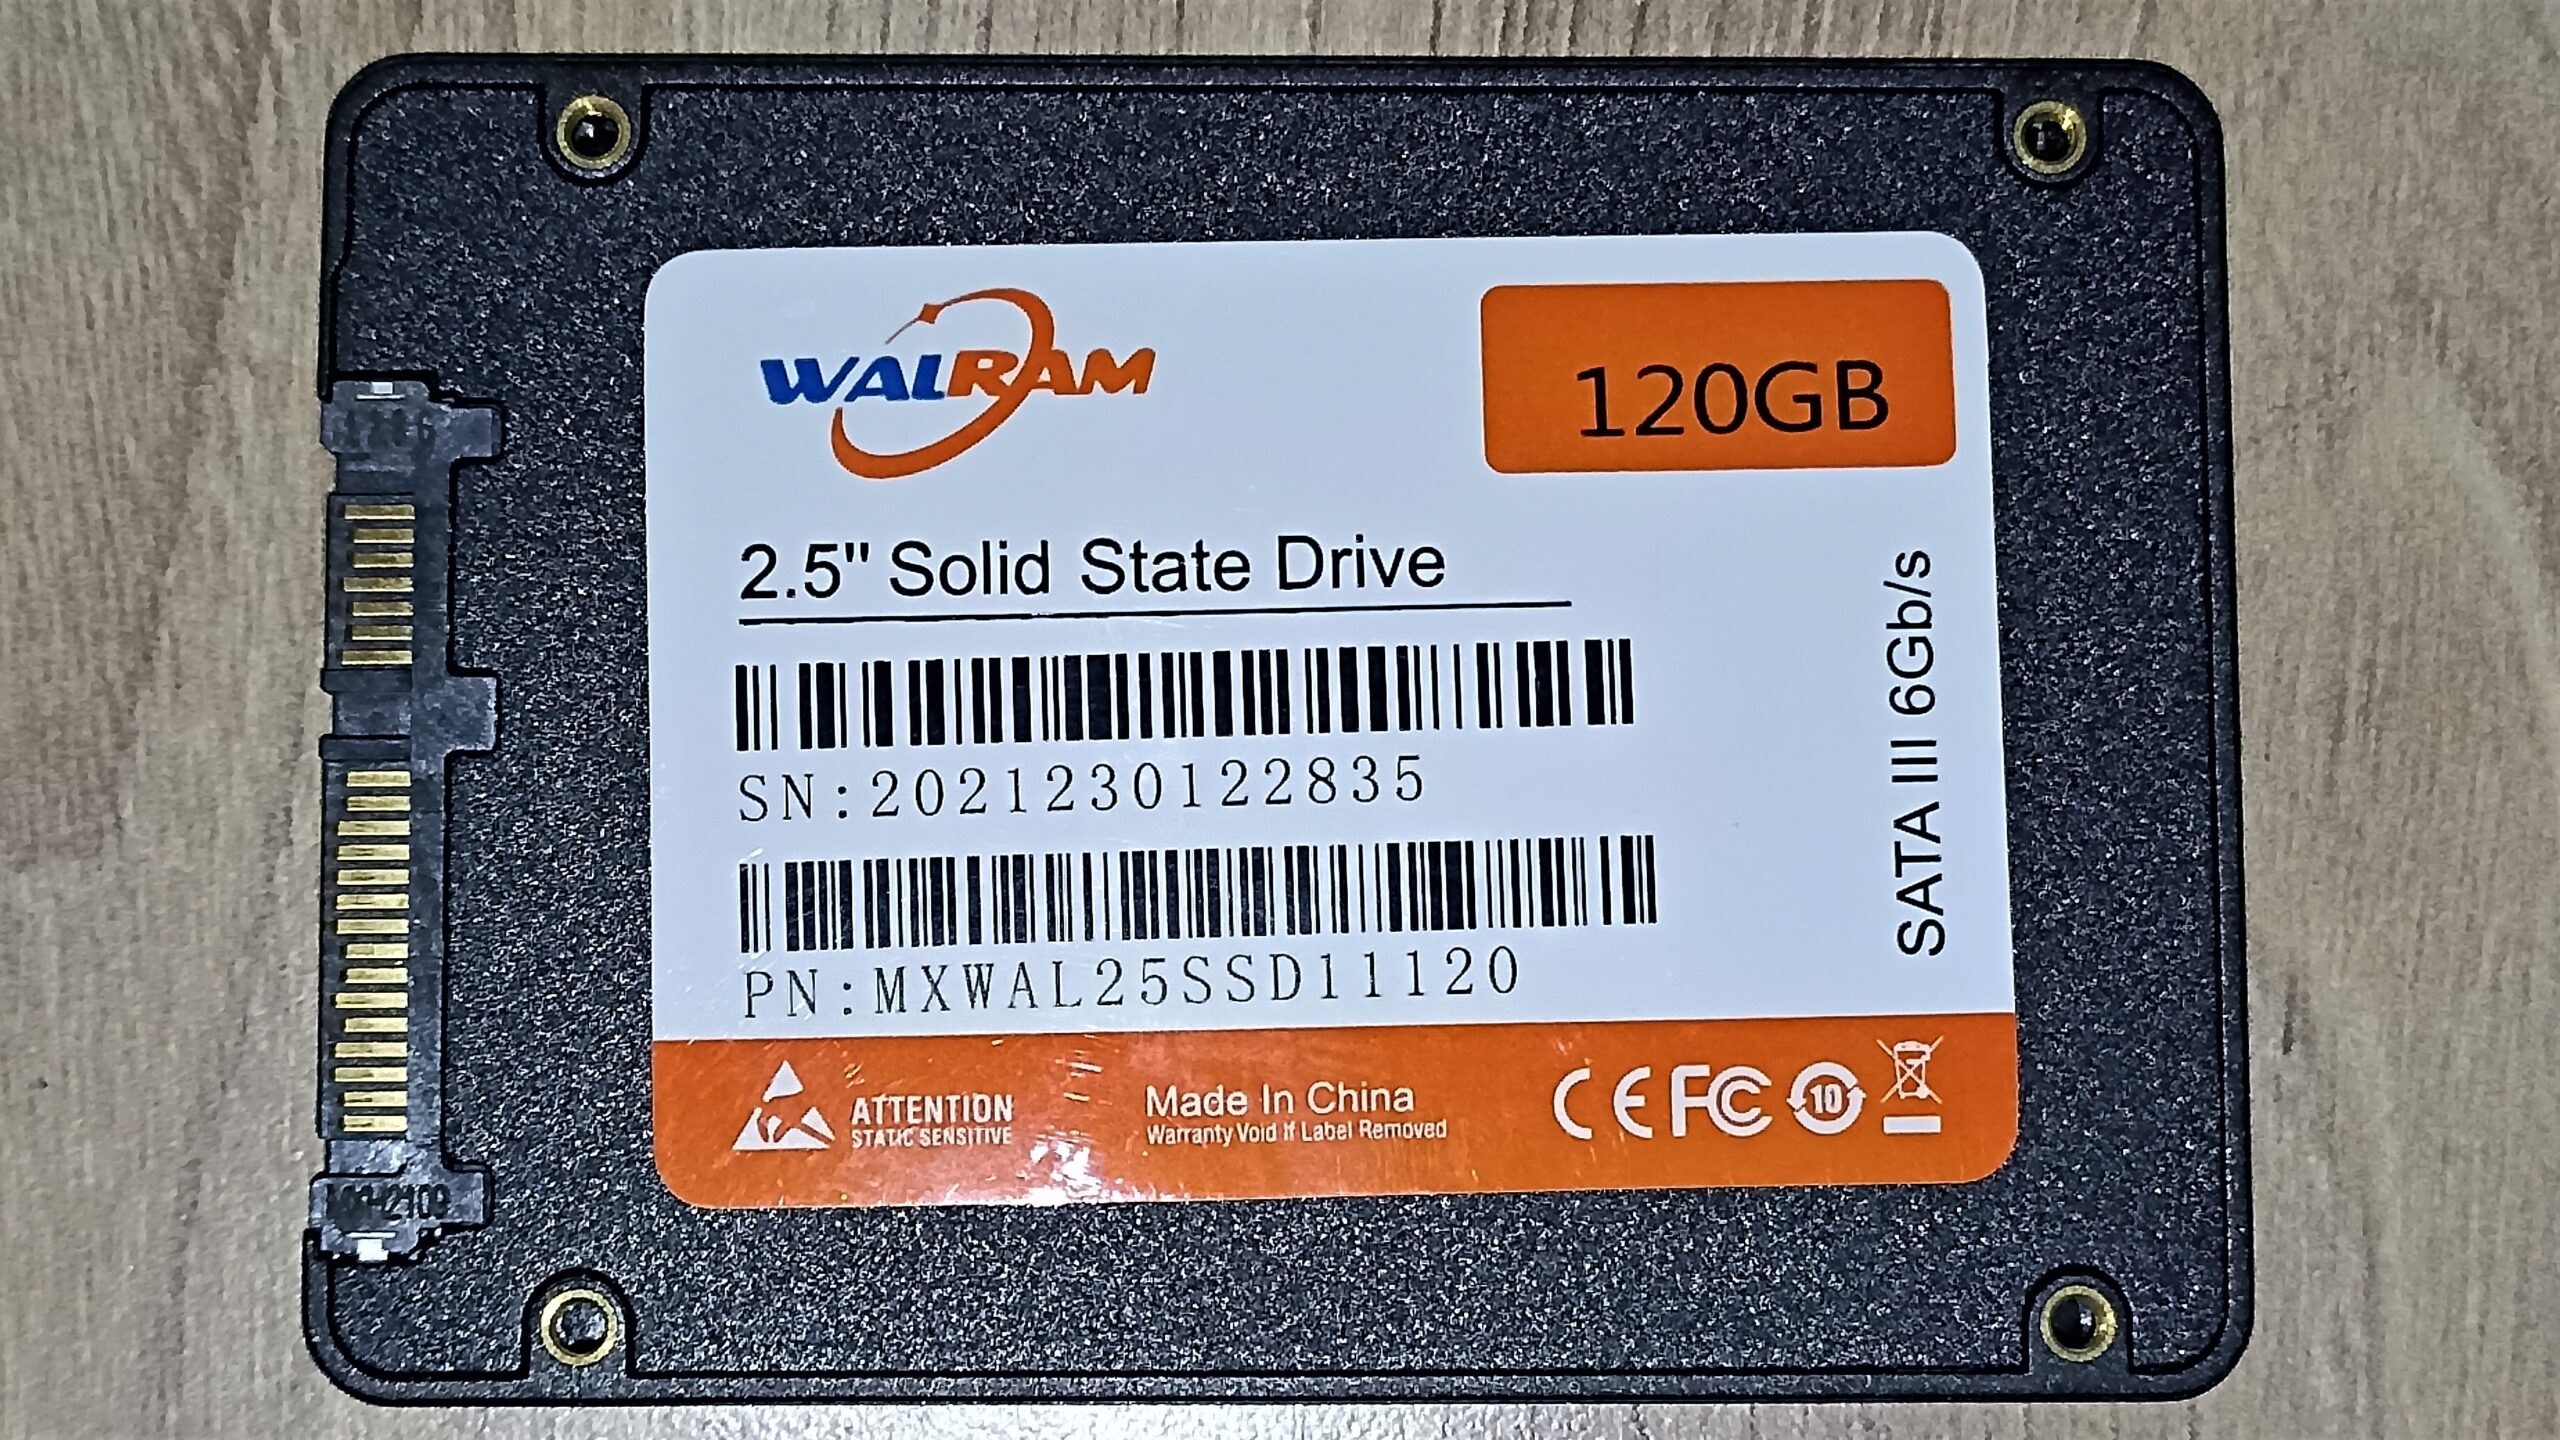 WALRAM
120GB
2.5" Solid State Drive
SATA III 6Gb/s
SN:2021230122835
PN:MXWAL25SSD11120
ATTENTION
STATIC SENSITIVE
Made In China
Warranty Void If Label Removed
CE FC 10